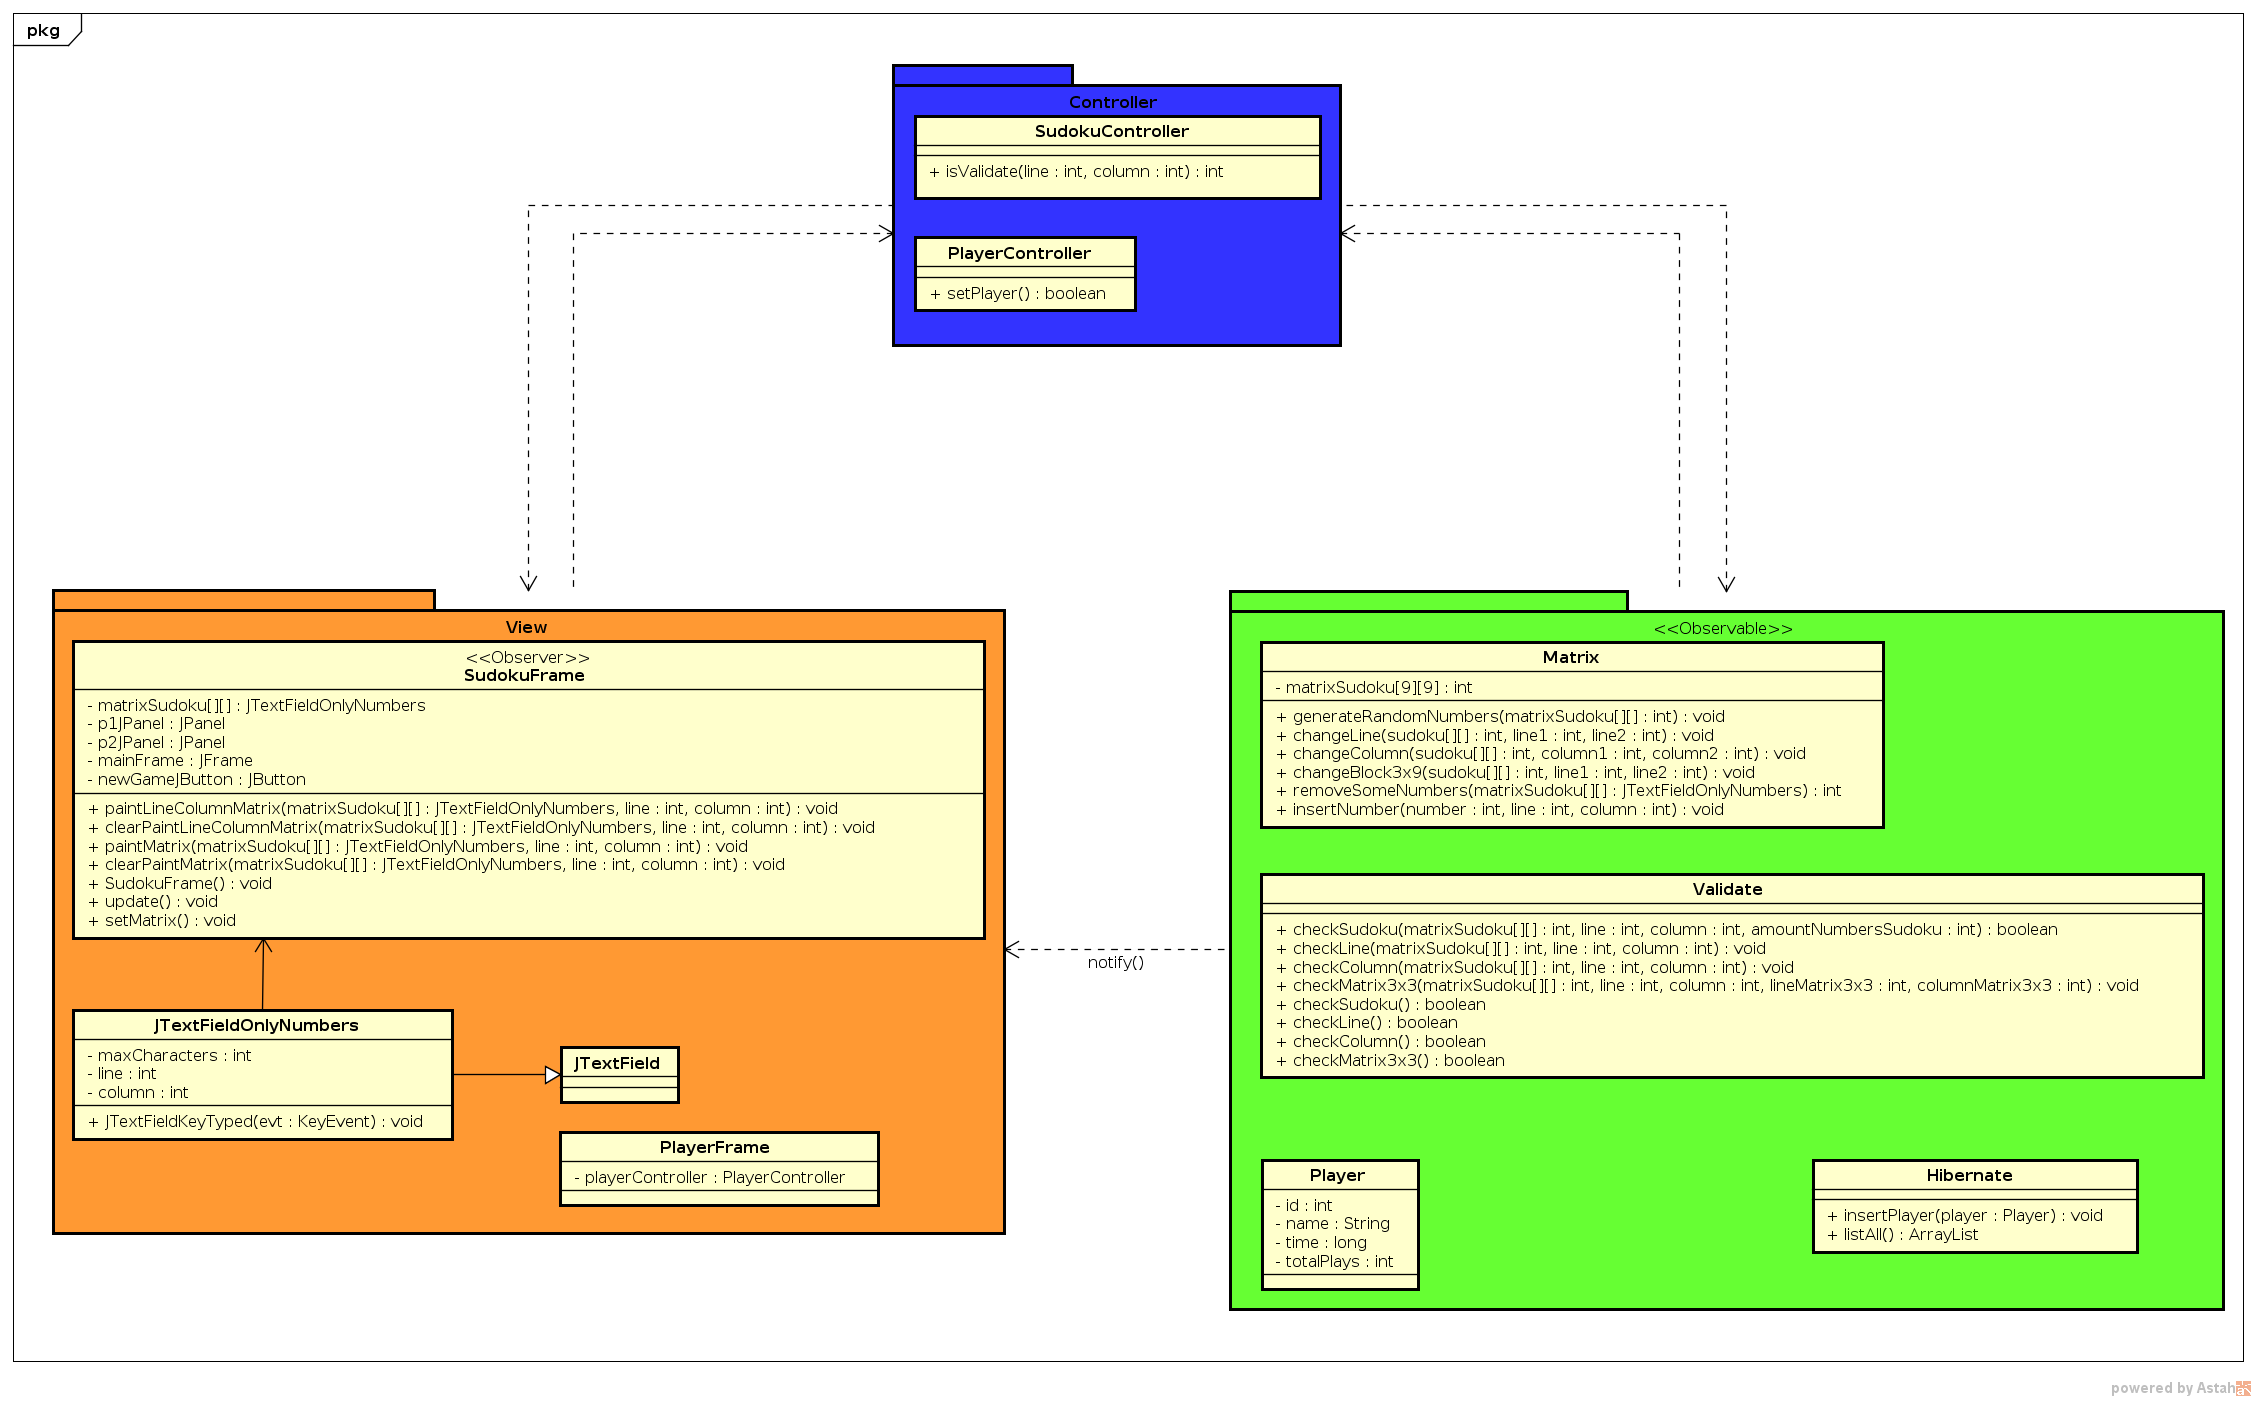 pkg
Controller
SudokuController
+ isValidate(line : int, column : int) : int
PlayerController
+ setPlayer() : boolean
View
<<Observer>>
SudokuFrame
- matrixSudoku[][] : JTextFieldOnlyNumbers
- p1JPanel : JPanel
- p2JPanel : JPanel
- mainFrame : JFrame
- newGameJButton : JButton
+ paintLineColumnMatrix(matrixSudoku[][] : JTextFieldOnlyNumbers, line : int, column : int) : void
+ clearPaintLineColumnMatrix(matrixSudoku[][] : JTextFieldOnlyNumbers, line : int, column : int) : void
+ paintMatrix(matrixSudoku[][] : JTextFieldOnlyNumbers, line : int, column : int) : void
+ clearPaintMatrix(matrixSudoku[][] : JTextFieldOnlyNumbers, line : int, column : int) : void
+ SudokuFrame() : void
+ update() : void
+ setMatrix() : void
JTextFieldOnlyNumbers
- maxCharacters : int
- line : int
- column : int
+ JTextFieldKeyTyped(evt : KeyEvent) : void
JTextField
PlayerFrame
- playerController : PlayerController
notify()
<<Observable>>
Matrix
- matrixSudoku[9][9] : int
+ generateRandomNumbers(matrixSudoku[][] : int) : void
+ changeLine(sudoku[][] : int, line1 : int, line2 : int) : void
+ changeColumn(sudoku[][] : int, column1 : int, column2 : int) : void
+ changeBlock3x9(sudoku[][] : int, line1 : int, line2 : int) : void
+ removeSomeNumbers(matrixSudoku[][] : JTextFieldOnlyNumbers) : int
+ insertNumber(number : int, line : int, column : int) : void
Validate
+ checkSudoku(matrixSudoku[][] : int, line : int, column : int, amountNumbersSudoku : int) : boolean
+ checkLine(matrixSudoku[][] : int, line : int, column : int) : void
+ checkColumn(matrixSudoku[][] : int, line : int, column : int) : void
+ checkMatrix3x3(matrixSudoku[][] : int, line : int, column : int, lineMatrix3x3 : int, columnMatrix3x3 : int) : void
+ checkSudoku() : boolean
+ checkLine() : boolean
+ checkColumn() : boolean
+ checkMatrix3x3() : boolean
Player
- id : int
- name : String
- time : long
- totalPlays : int
Hibernate
+ insertPlayer(player : Player) : void
+ listAll() : ArrayList
powered by Astah